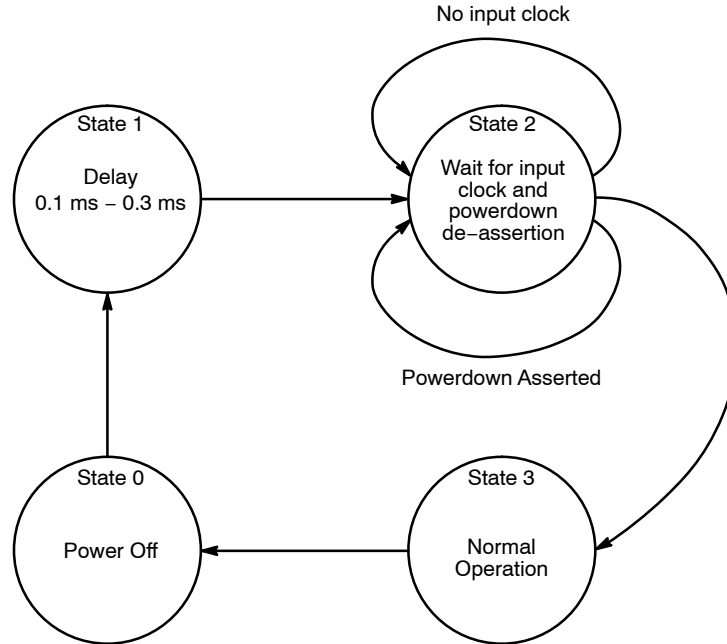 No input clock
State 1
Delay
0.1 ms − 0.3 ms
State 2
Wait for input
clock and
powerdown
de−assertion
Powerdown Asserted
State 0
Power Off
State 3
Normal
Operation